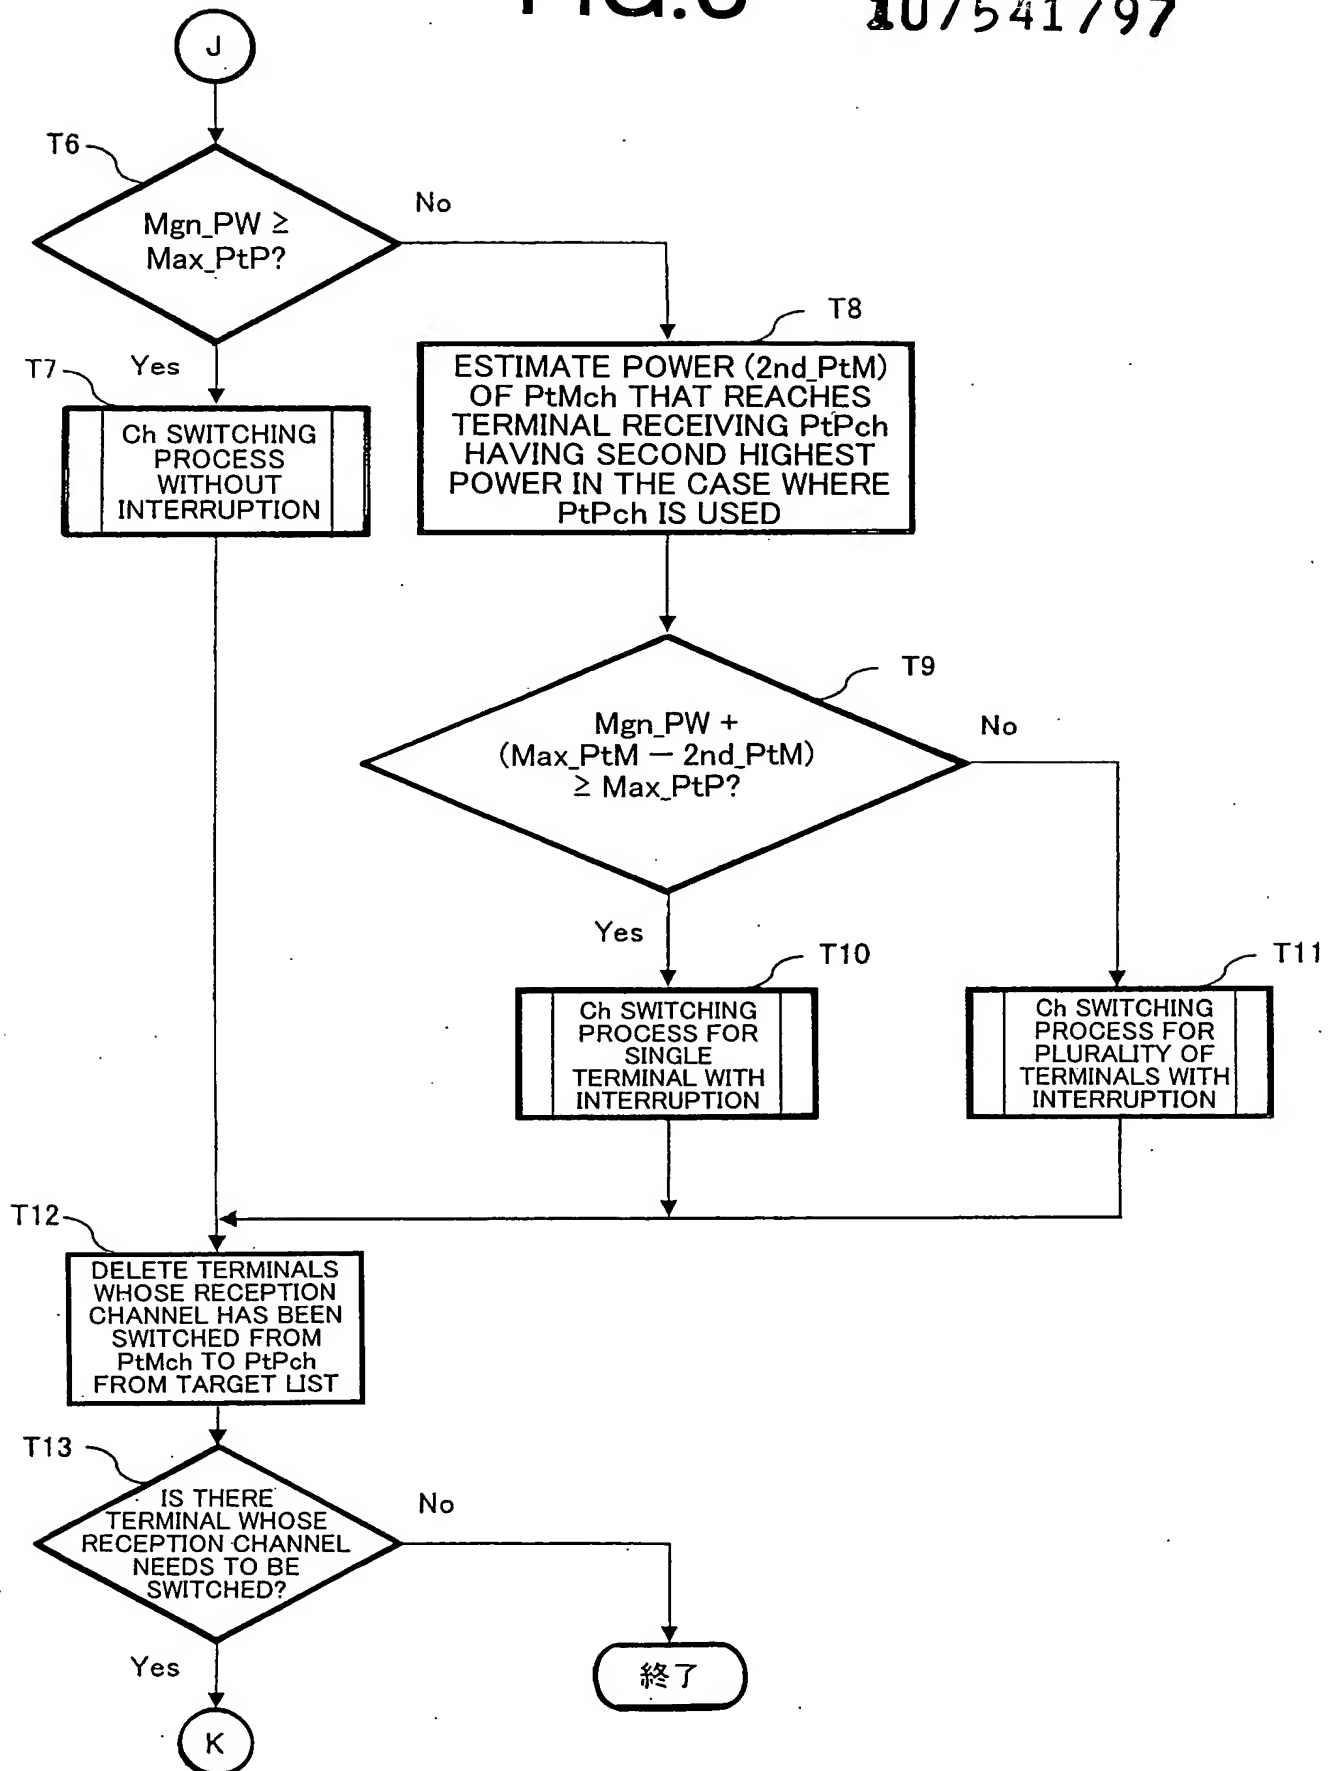 107541797
J
T6
Mgn_PW ≥
Max_PtP?
No
Yes
T7
Ch SWITCHING
PROCESS
WITHOUT
INTERRUPTION
T8
ESTIMATE POWER (2nd_PtM)
OF PtMch THAT REACHES
TERMINAL RECEIVING PtPch
HAVING SECOND HIGHEST
POWER IN THE CASE WHERE
PtPch IS USED
T9
Mgn_PW +
(Max_PtM — 2nd_PtM)
≥ Max_PtP?
No
Yes
T10
Ch SWITCHING
PROCESS FOR
SINGLE
TERMINAL WITH
INTERRUPTION
T11
Ch SWITCHING
PROCESS FOR
PLURALITY OF
TERMINALS WITH
INTERRUPTION
T12
DELETE TERMINALS
WHOSE RECEPTION
CHANNEL HAS BEEN
SWITCHED FROM
PtMch TO PtPch
FROM TARGET LIST
T13
IS THERE
TERMINAL WHOSE
RECEPTION CHANNEL
NEEDS TO BE
SWITCHED?
No
Yes
終了
K